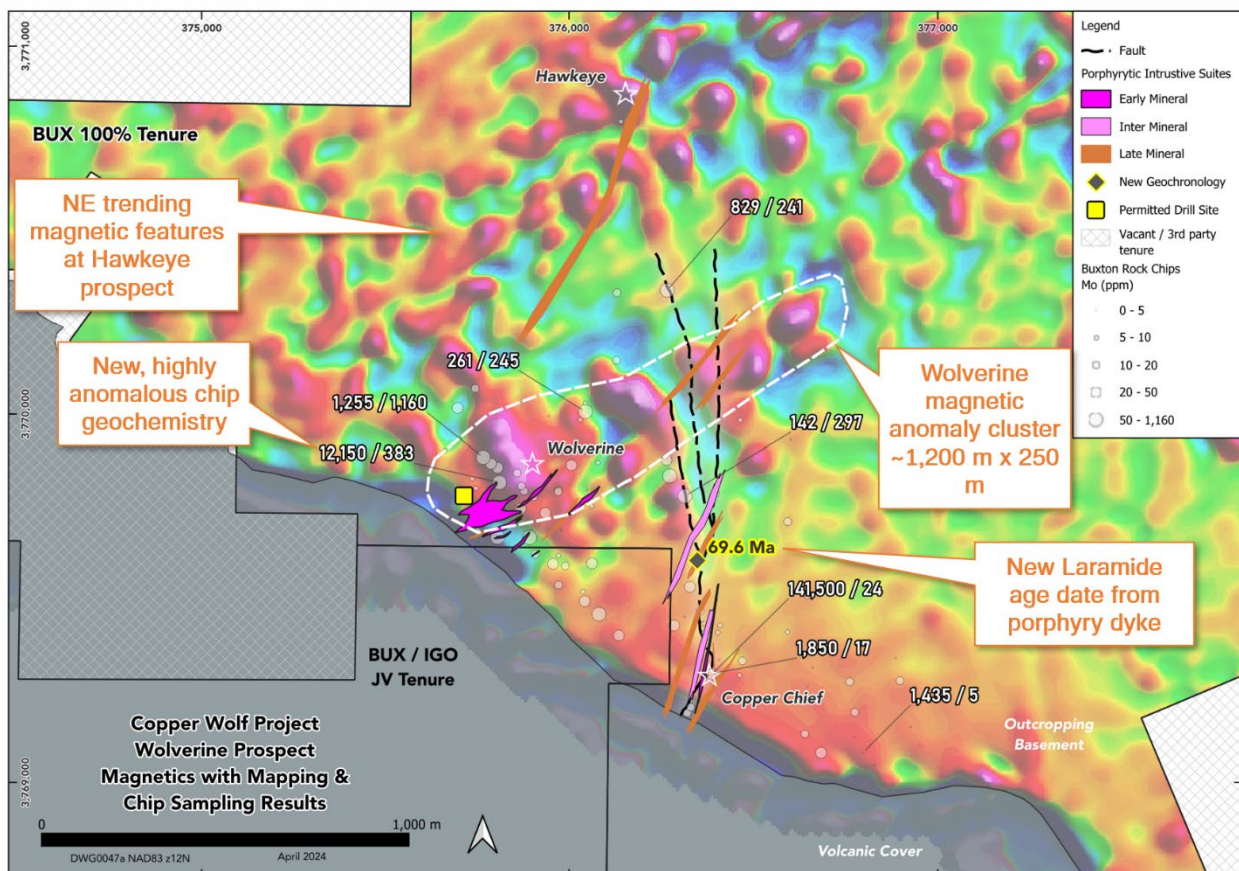 375,000
376,000
377,000
3,771,000
3,770,000
3,769,000
Hawkeye
BUX 100% Tenure
NE trending
magnetic features
at Hawkeye
prospect
829 / 241
New, highly
anomalous chip
geochemistry
261 / 245
1,255 / 1,160
12,150 / 383
Wolverine
142 / 297
Wolverine
magnetic
anomaly cluster
~1,200 m x 250
m
69.6 Ma
New Laramide
age date from
porphyry dyke
141,500 / 24
1,850 / 17
Copper Chief
1,435 / 5
Outcropping
Basement
BUX / IGO
JV Tenure
Volcanic Cover
Copper Wolf Project
Wolverine Prospect
Magnetics with Mapping &
Chip Sampling Results
0
1,000 m
DWG0047a NAD83 z12N
April 2024
Legend
Fault
Porphyrytic Intrustive Suites
Early Mineral
Inter Mineral
Late Mineral
New Geochronology
Permitted Drill Site
Vacant / 3rd party
tenure
Buxton Rock Chips
Mo (ppm)
0 - 5
5 - 10
10 - 20
20 - 50
50 - 1,160